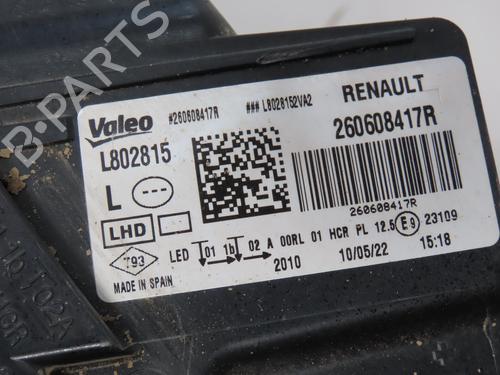 B-PARTS
Valeo #260608417R ### L8028152VA2 RENAULT
L802815 260608417R
L
260608417R
LHD
LED 01 1b 02 A 00RL 01 HCR PL 12.5 E9 23109
T93 2010 10/05/22 15:18
MADE IN SPAIN